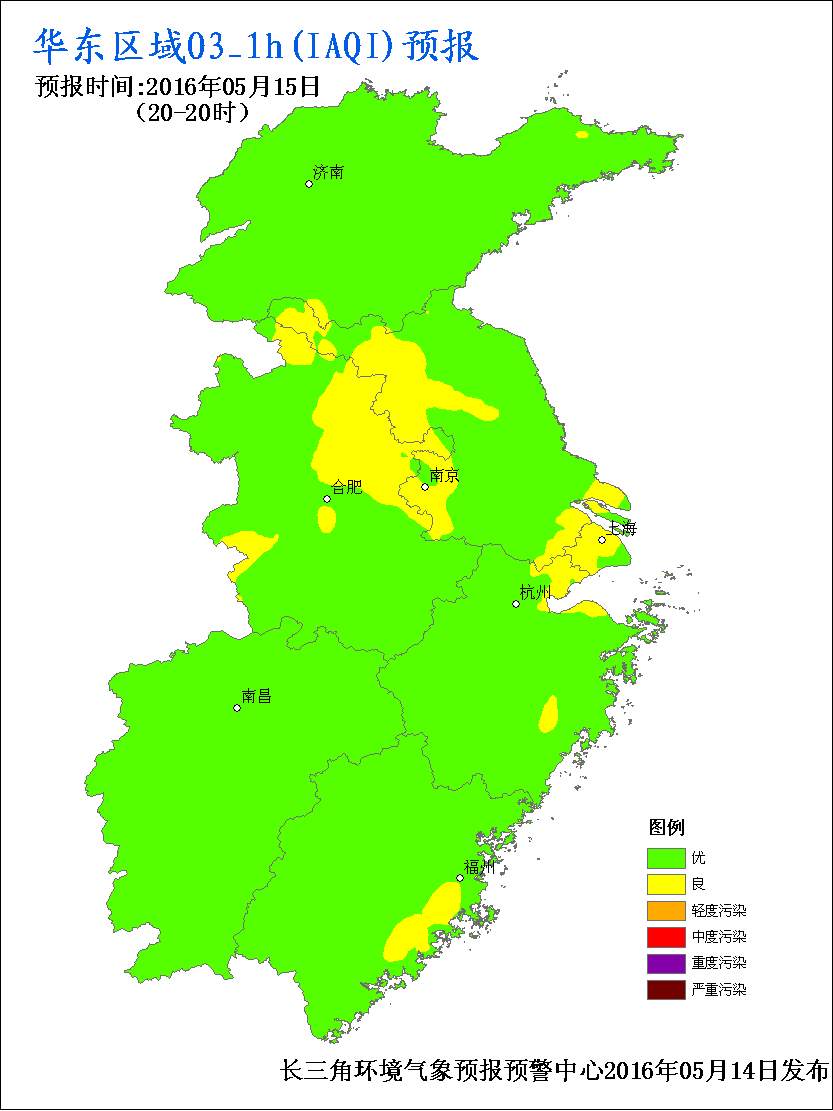 华东区域O3_1h(IAQI)预报
预报时间:2016年05月15日
(20-20时)
济南
合肥
南京
上海
杭州
南昌
福州
图例
优
良
轻度污染
中度污染
重度污染
严重污染
长三角环境气象预报预警中心2016年05月14日发布